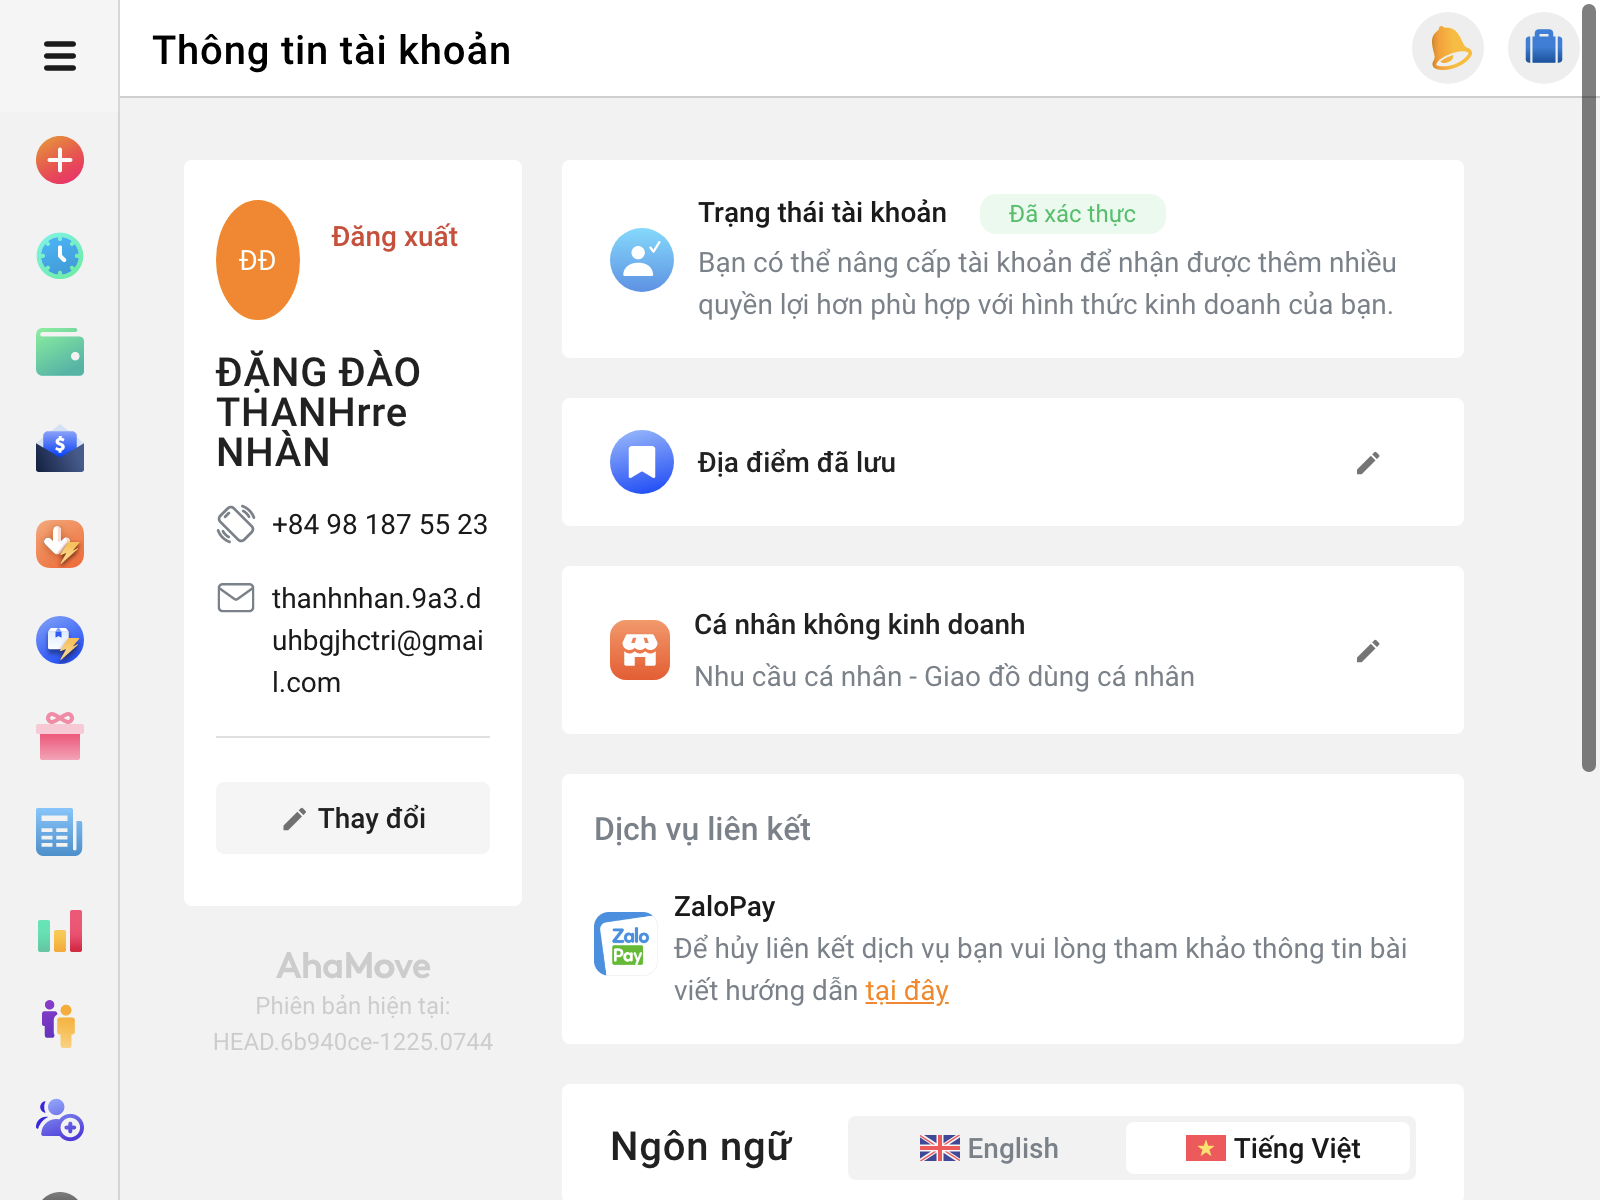 Thông tin tài khoản
ĐĐ
Đăng xuất
ĐẶNG ĐÀO
THANHrre
NHÀN
+84 98 187 55 23
thanhnhan.9a3.d
uhbgjhctri@gmai
l.com
Thay đổi
AhaMove
Phiên bản hiện tại:
HEAD.6b940ce-1225.0744
Trạng thái tài khoản
Đã xác thực
Bạn có thể nâng cấp tài khoản để nhận được thêm nhiều
quyền lợi hơn phù hợp với hình thức kinh doanh của bạn.
Địa điểm đã lưu
Cá nhân không kinh doanh
Nhu cầu cá nhân - Giao đồ dùng cá nhân
Dịch vụ liên kết
Zalo
Pay
ZaloPay
Để hủy liên kết dịch vụ bạn vui lòng tham khảo thông tin bài
viết hướng dẫn tại đây
Ngôn ngữ
English
Tiếng Việt